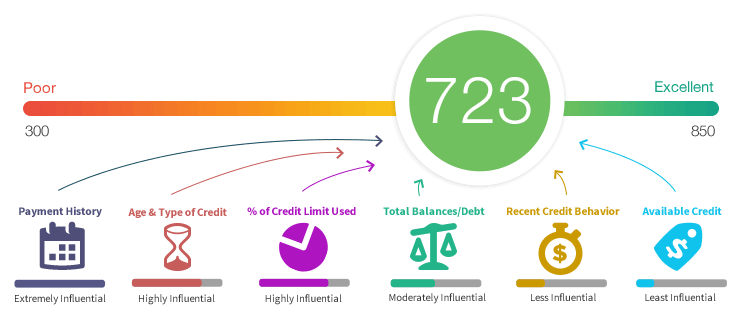 723
Poor
Excellent
300
850
Payment History
Age & Type of Credit
% of Credit Limit Used
Total Balances/Debt
Recent Credit Behavior
Available Credit
$
$
Extremely Influential
Highly Influential
Highly Influential
Moderately Influential
Less Influential
Least Influential